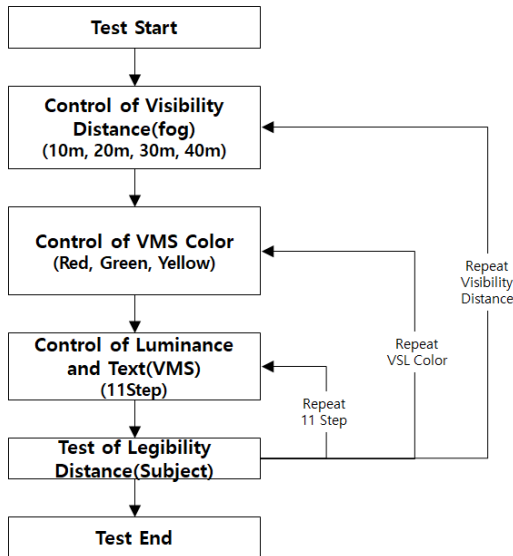 Test Start
Control of Visibility
Distance(fog)
(10m, 20m, 30m, 40m)
Control of VMS Color
(Red, Green, Yellow)
Control of Luminance
and Text(VMS)
(11Step)
Test of Legibility
Distance(Subject)
Test End
Repeat
11 Step
Repeat
VSL Color
Repeat
Visibility
Distance